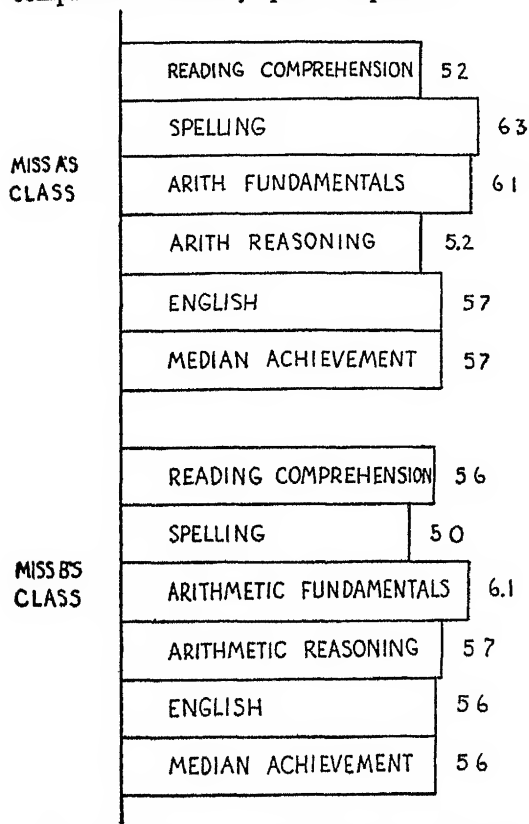 READING COMPREHENSION 52
SPELLING 63
MISS A'S
CLASS
ARITH FUNDAMENTALS 61
ARITH REASONING 5.2
ENGLISH 57
MEDIAN ACHIEVEMENT 57
READING COMPREHENSION 56
SPELLING 50
MISS B'S
CLASS
ARITHMETIC FUNDAMENTALS 6.1
ARITHMETIC REASONING 57
ENGLISH 56
MEDIAN ACHIEVEMENT 56